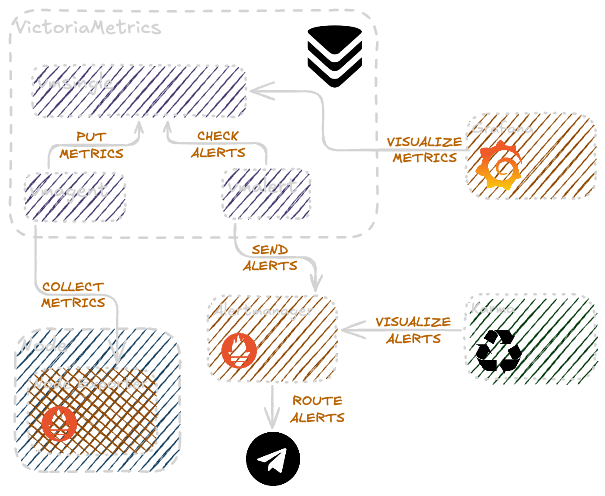 VictoriaMetrics
vmsingle
PUT
METRICS
CHECK
ALERTS
VISUALIZE
METRICS
Grafana
vmagent
vmalert
SEND
ALERTS
COLLECT
METRICS
Alertmanager
VISUALIZE
ALERTS
Karma
Node
Node Exporter
ROUTE
ALERTS